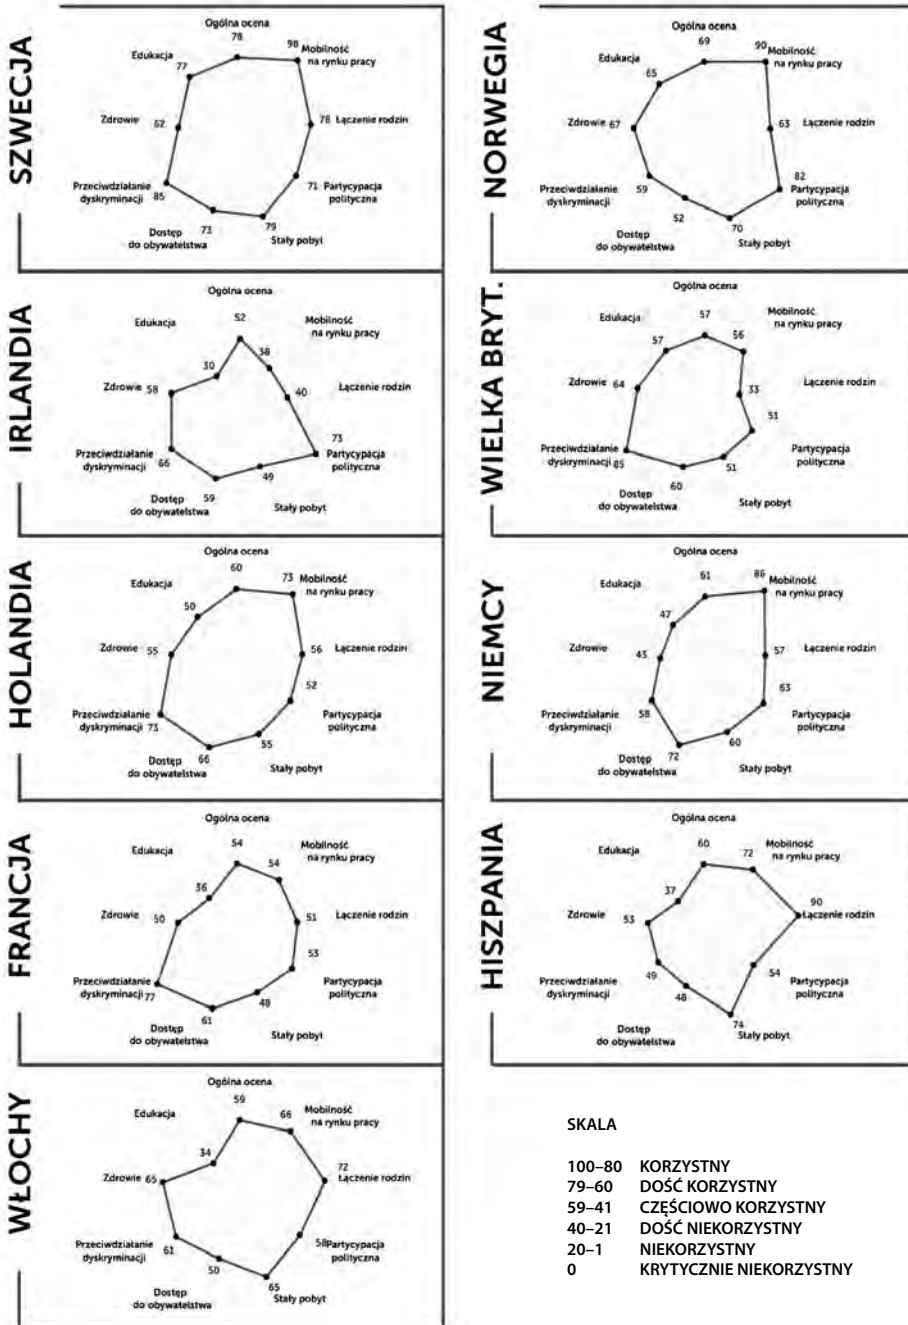 SZWECJA
Ogólna ocena
78
98
Mobilność
na rynku pracy
Edukacja
77
Zdrowie
62
78
Łączenie rodzin
Przeciwdziałanie
dyskryminacji
85
71
Partycypacja
polityczna
73
79
Dostęp
do obywatelstwa
Stały pobyt
NORWEGIA
Ogólna ocena
69
90
Mobilność
na rynku pracy
Edukacja
65
Zdrowie
67
63
Łączenie rodzin
Przeciwdziałanie
dyskryminacji
59
82
Partycypacja
polityczna
52
70
Dostęp
do obywatelstwa
Stały pobyt
IRLANDIA
Ogólna ocena
52
Mobilność
na rynku pracy
Edukacja
30
38
Zdrowie
58
40
Łączenie rodzin
73
Partycypacja
polityczna
Przeciwdziałanie
dyskryminacji
66
59
49
Dostęp
do obywatelstwa
Stały pobyt
WIELKA BRYT.
Ogólna ocena
57
56
Mobilność
na rynku pracy
Edukacja
57
Zdrowie
64
33
Łączenie rodzin
51
Partycypacja
polityczna
Przeciwdziałanie
dyskryminacji
85
60
51
Dostęp
do obywatelstwa
Stały pobyt
HOLANDIA
Ogólna ocena
60
73
Mobilność
na rynku pracy
Edukacja
50
Zdrowie
55
56
Łączenie rodzin
52
Partycypacja
polityczna
Przeciwdziałanie
dyskryminacji
73
66
55
Dostęp
do obywatelstwa
Stały pobyt
NIEMCY
Ogólna ocena
61
86
Mobilność
na rynku pracy
Edukacja
47
Zdrowie
43
57
Łączenie rodzin
63
Partycypacja
polityczna
Przeciwdziałanie
dyskryminacji
58
72
60
Dostęp
do obywatelstwa
Stały pobyt
FRANCJA
Ogólna ocena
54
54
Mobilność
na rynku pracy
Edukacja
36
Zdrowie
50
51
Łączenie rodzin
53
Partycypacja
polityczna
Przeciwdziałanie
dyskryminacji
77
61
48
Dostęp
do obywatelstwa
Stały pobyt
HISZPANIA
Ogólna ocena
60
72
Mobilność
na rynku pracy
Edukacja
37
Zdrowie
53
90
Łączenie rodzin
54
Partycypacja
polityczna
Przeciwdziałanie
dyskryminacji
49
48
74
Dostęp
do obywatelstwa
Stały pobyt
WŁOCHY
Ogólna ocena
59
66
Mobilność
na rynku pracy
Edukacja
34
Zdrowie
65
72
Łączenie rodzin
58
Partycypacja
polityczna
Przeciwdziałanie
dyskryminacji
61
50
65
Dostęp
do obywatelstwa
Stały pobyt
SKALA
100–80 KORZYSTNY
79–60 DOŚĆ KORZYSTNY
59–41 CZĘŚCIOWO KORZYSTNY
40–21 DOŚĆ NIEKORZYSTNY
20–1 NIEKORZYSTNY
0 KRYTYCZNIE NIEKORZYSTNY